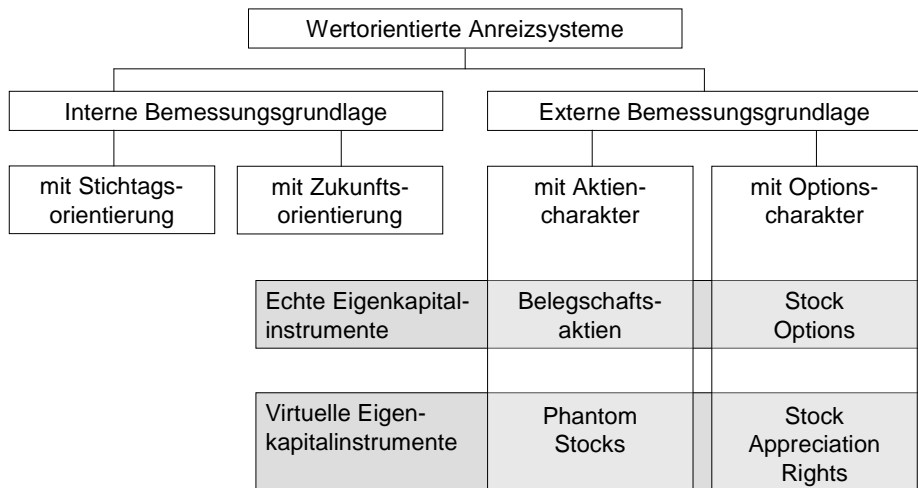 Wertorientierte Anreizsysteme
Interne Bemessungsgrundlage
Externe Bemessungsgrundlage
mit Stichtags-
orientierung
mit Zukunfts-
orientierung
mit Aktien-
charakter
mit Options-
charakter
Echte Eigenkapital-
instrumente
Belegschafts-
aktien
Stock
Options
Virtuelle Eigen-
kapitalinstrumente
Phantom
Stocks
Stock
Appreciation
Rights